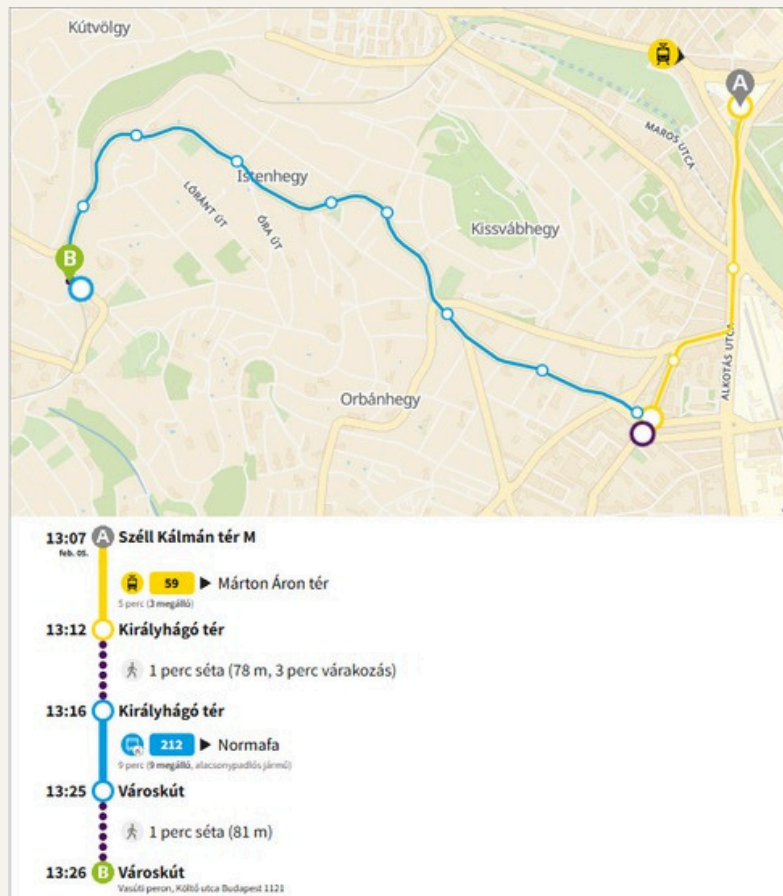 Kútvölgy
A
MAROS UTCA
Istenhegy
LÓRÁNT ÚT
ÓRA ÚT
Kissvábhegy
B
ALKOTÁS UTCA
Orbánhegy
13:07 A Széll Kálmán tér M
feb. 05.
59 ▶ Márton Áron tér
5 perc (3 megálló)
13:12 Királyhágó tér
1 perc séta (78 m, 3 perc várakozás)
13:16 Királyhágó tér
212 ▶ Normafa
9 perc (9 megálló, alacsonypadlós jármű)
13:25 Városkút
1 perc séta (81 m)
13:26 B Városkút
Vasúti peron, Költő utca Budapest 1121